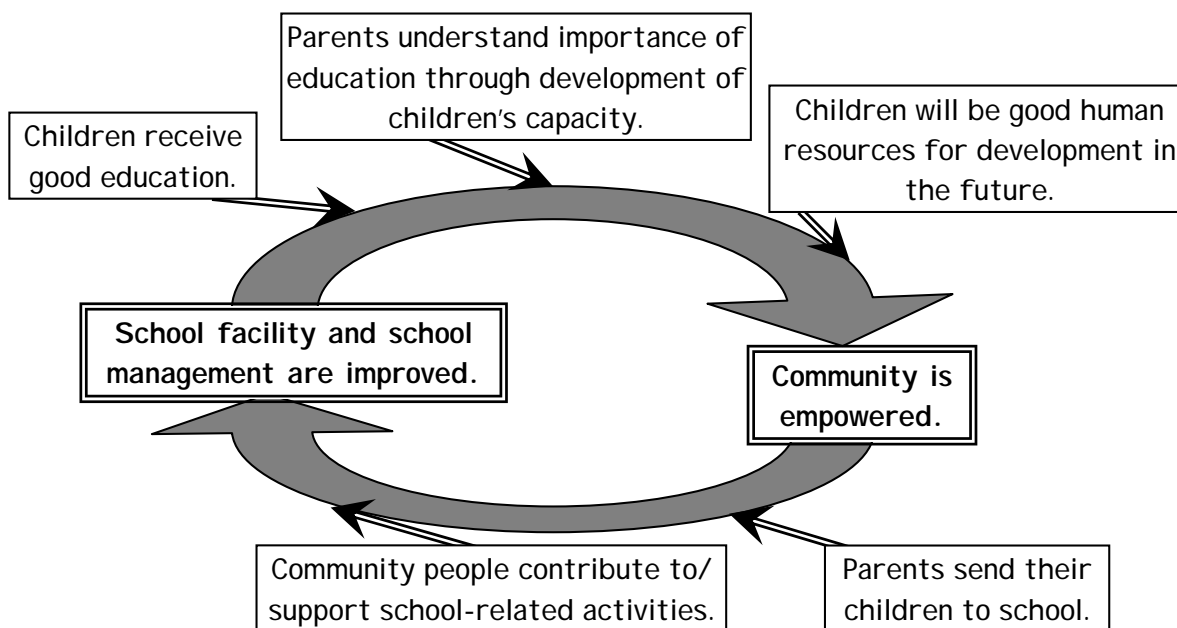 Parents understand importance of
education through development of
children's capacity.
Children receive
good education.
Children will be good human
resources for development in
the future.
School facility and school
management are improved.
Community is
empowered.
Community people contribute to/
support school-related activities.
Parents send their
children to school.